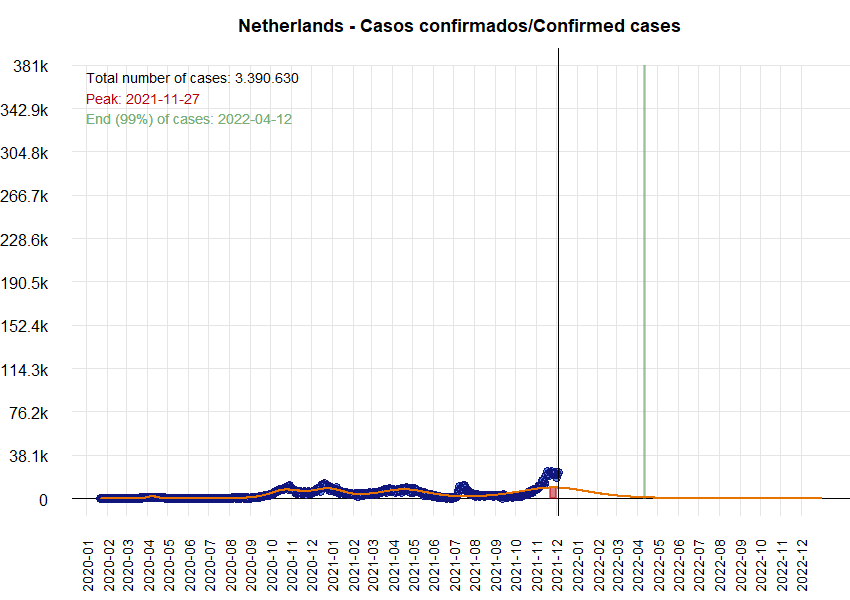 Netherlands - Casos confirmados/Confirmed cases
Total number of cases: 3.390.630
Peak: 2021-11-27
End (99%) of cases: 2022-04-12
381k
342.9k
304.8k
266.7k
228.6k
190.5k
152.4k
114.3k
76.2k
38.1k
0
2020-01
2020-02
2020-03
2020-04
2020-05
2020-06
2020-07
2020-08
2020-09
2020-10
2020-11
2020-12
2021-01
2021-02
2021-03
2021-04
2021-05
2021-06
2021-07
2021-08
2021-09
2021-10
2021-11
2021-12
2022-01
2022-02
2022-03
2022-04
2022-05
2022-06
2022-07
2022-08
2022-09
2022-10
2022-11
2022-12